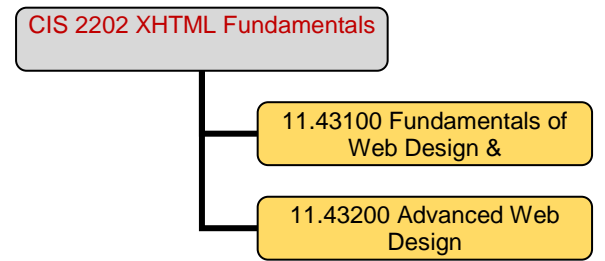 CIS 2202 XHTML Fundamentals
11.43100 Fundamentals of
Web Design &
11.43200 Advanced Web
Design